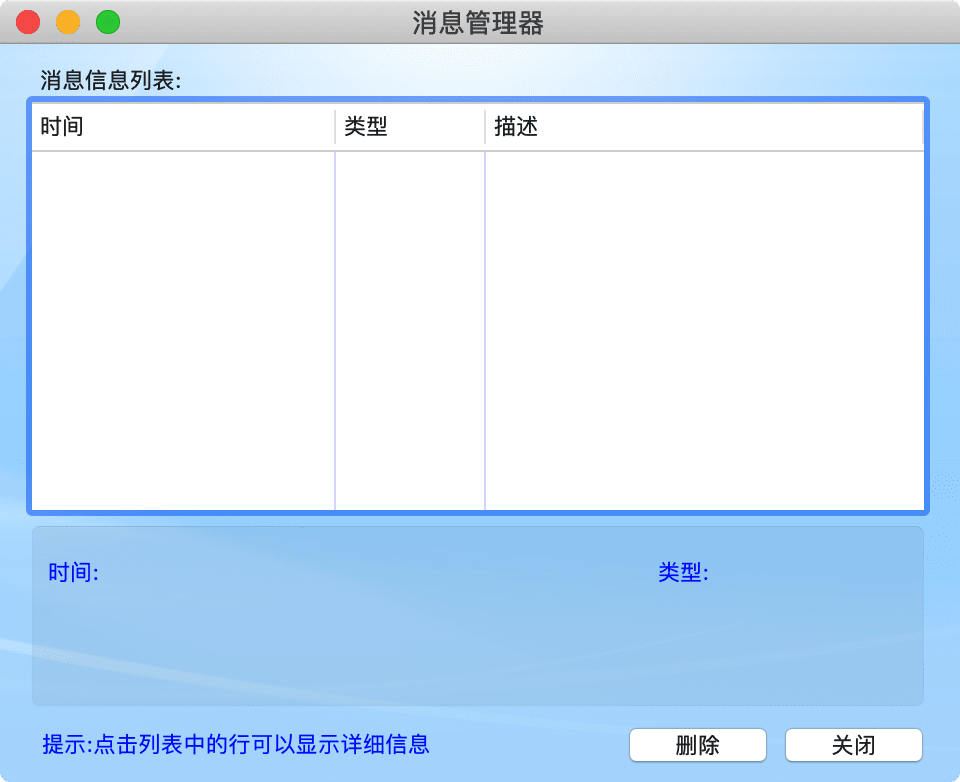 消息管理器
消息信息列表:
时间 类型 描述
时间: 类型:
提示:点击列表中的行可以显示详细信息
删除 关闭